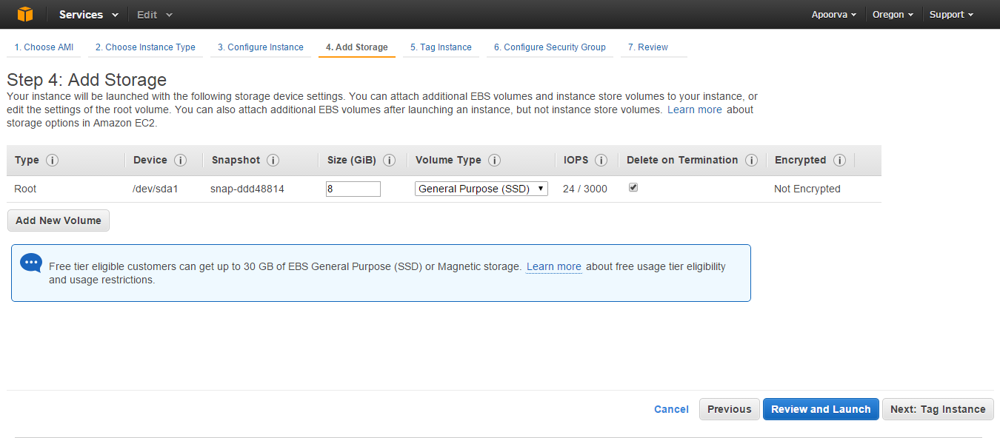 Services Edit Apoorva Oregon Support
1. Choose AMI 2. Choose Instance Type 3. Configure Instance 4. Add Storage 5. Tag Instance 6. Configure Security Group 7. Review
Step 4: Add Storage
Your instance will be launched with the following storage device settings. You can attach additional EBS volumes and instance store volumes to your instance, or
edit the settings of the root volume. You can also attach additional EBS volumes after launching an instance, but not instance store volumes. Learn more about
storage options in Amazon EC2.
Type Device Snapshot Size (GiB) Volume Type IOPS Delete on Termination Encrypted
Root /dev/sda1 snap-ddd48814 8 General Purpose (SSD) 24 / 3000 Not Encrypted
Add New Volume
Free tier eligible customers can get up to 30 GB of EBS General Purpose (SSD) or Magnetic storage. Learn more about free usage tier eligibility
and usage restrictions.
Cancel Previous Review and Launch Next: Tag Instance